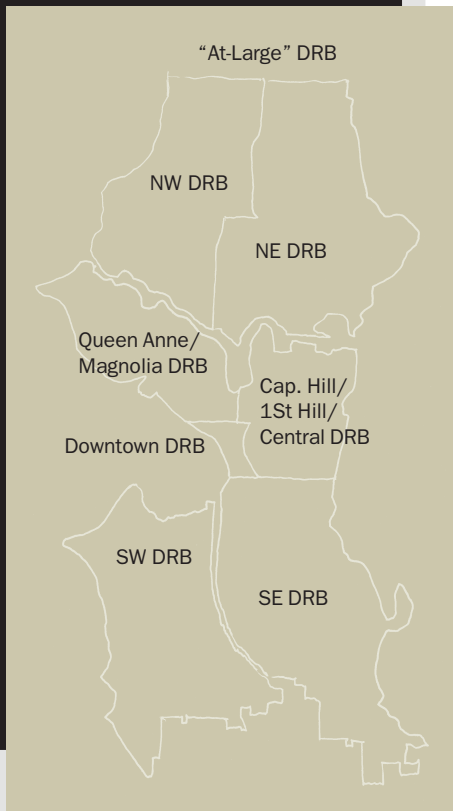 “At-Large” DRB
NW DRB
NE DRB
Queen Anne/
Magnolia DRB
Cap. Hill/
1St Hill/
Central DRB
Downtown DRB
SW DRB
SE DRB